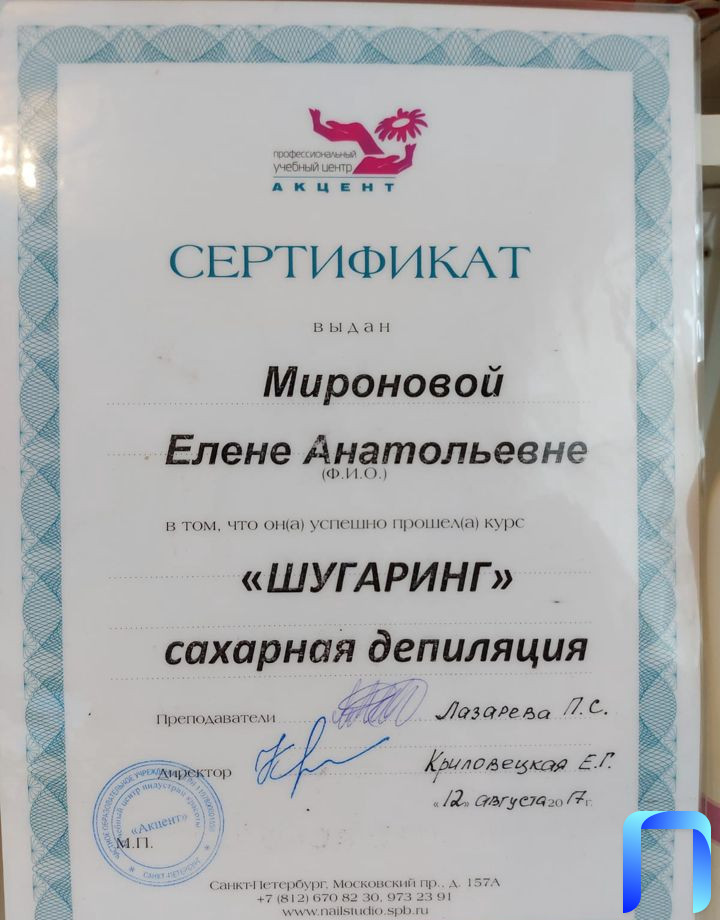 профессиональный
учебный центр
АКЦЕНТ
СЕРТИФИКАТ
выдан
Мироновой
Елене Анатольевне
(Ф.И.О.)
в том, что он(а) успешно прошел(а) курс
«ШУГАРИНГ»
сахарная депиляция
Преподаватели Лазарева П.С.
Директор Криловецкая Е.Г.
«12» августа 2017г.
«Акцент»
САНКТ-ПЕТЕРБУРГ
М.П.
Санкт-Петербург, Московский пр., д. 157А
+7 (812) 670 82 30, 973 23 91
www.nailstudio.spb.ru